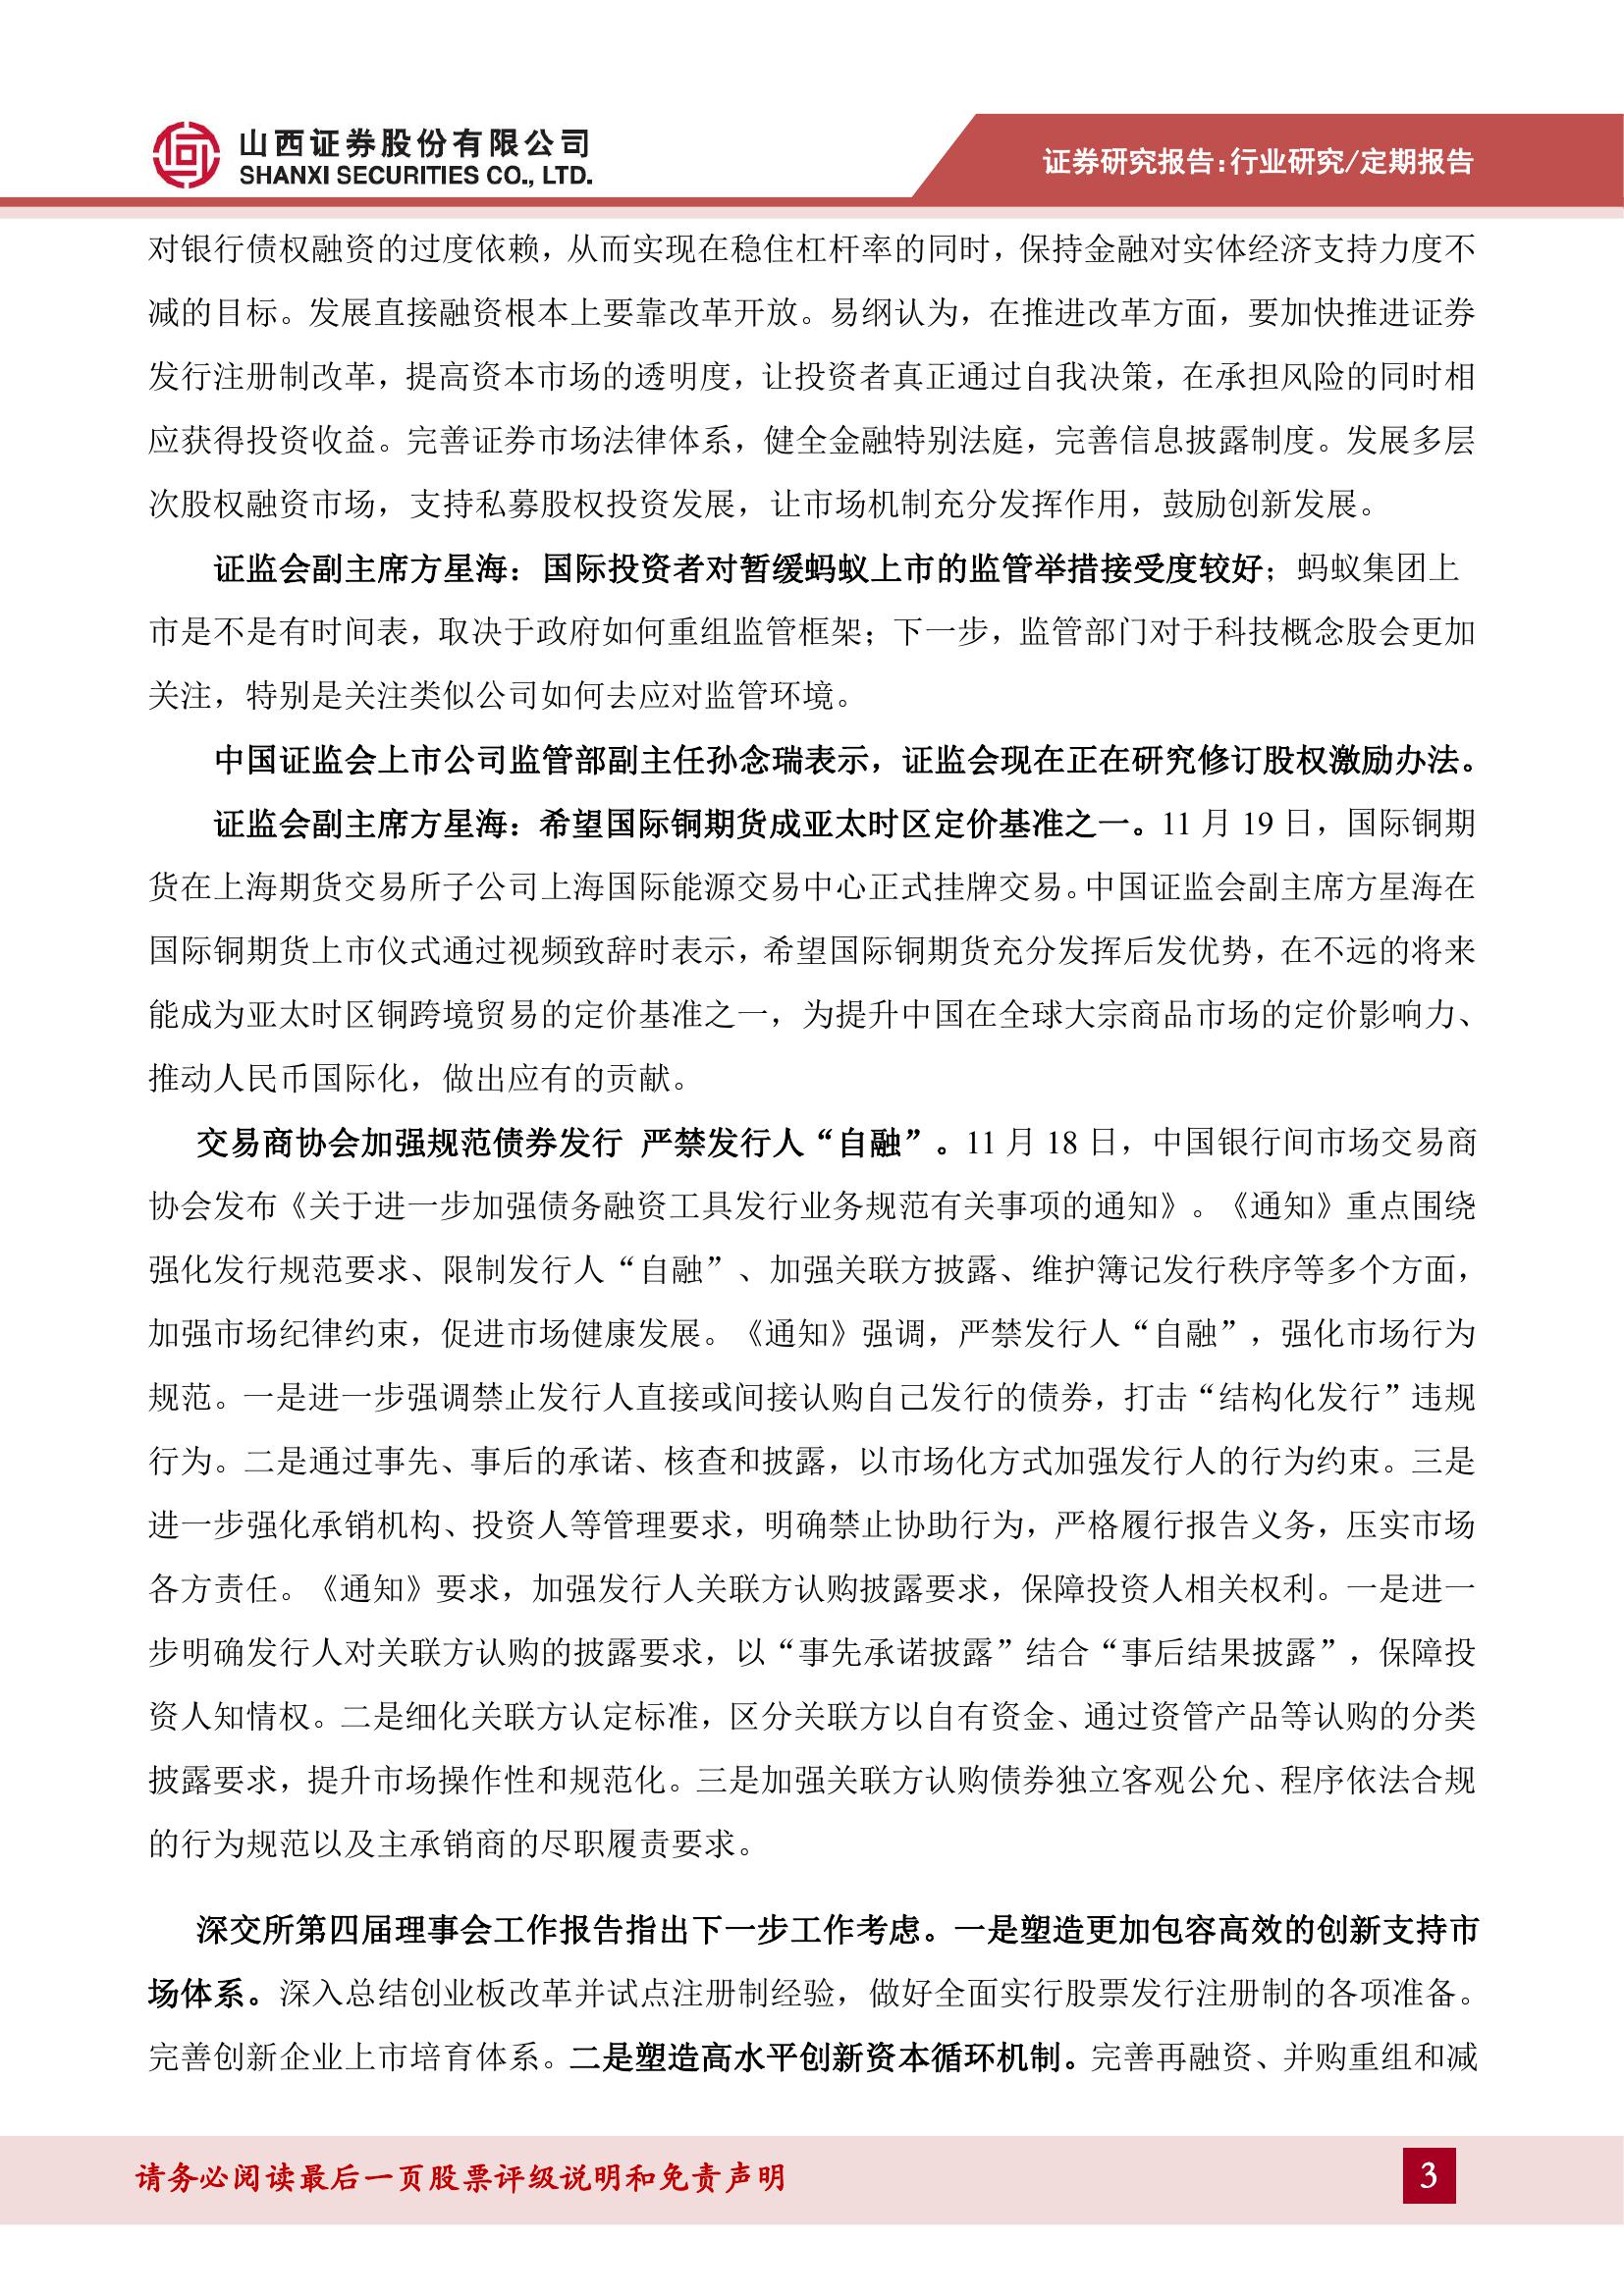 山西证券股份有限公司
SHANXI SECURITIES CO., LTD.
证券研究报告:行业研究/定期报告
对银行债权融资的过度依赖，从而实现在稳住杠杆率的同时，保持金融对实体经济支持力度不
减的目标。发展直接融资根本上要靠改革开放。易纲认为，在推进改革方面，要加快推进证券
发行注册制改革，提高资本市场的透明度，让投资者真正通过自我决策，在承担风险的同时相
应获得投资收益。完善证券市场法律体系，健全金融特别法庭，完善信息披露制度。发展多层
次股权融资市场，支持私募股权投资发展，让市场机制充分发挥作用，鼓励创新发展。
证监会副主席方星海：国际投资者对暂缓蚂蚁上市的监管举措接受度较好；蚂蚁集团上
市是不是有时间表，取决于政府如何重组监管框架；下一步，监管部门对于科技概念股会更加
关注，特别是关注类似公司如何去应对监管环境。
中国证监会上市公司监管部副主任孙念瑞表示，证监会现在正在研究修订股权激励办法。
证监会副主席方星海：希望国际铜期货成亚太时区定价基准之一。11 月 19 日，国际铜期
货在上海期货交易所子公司上海国际能源交易中心正式挂牌交易。中国证监会副主席方星海在
国际铜期货上市仪式通过视频致辞时表示，希望国际铜期货充分发挥后发优势，在不远的将来
能成为亚太时区铜跨境贸易的定价基准之一，为提升中国在全球大宗商品市场的定价影响力、
推动人民币国际化，做出应有的贡献。
交易商协会加强规范债券发行 严禁发行人“自融”。11 月 18 日，中国银行间市场交易商
协会发布《关于进一步加强债务融资工具发行业务规范有关事项的通知》。《通知》重点围绕
强化发行规范要求、限制发行人“自融”、加强关联方披露、维护簿记发行秩序等多个方面，
加强市场纪律约束，促进市场健康发展。《通知》强调，严禁发行人“自融”，强化市场行为
规范。一是进一步强调禁止发行人直接或间接认购自己发行的债券，打击“结构化发行”违规
行为。二是通过事先、事后的承诺、核查和披露，以市场化方式加强发行人的行为约束。三是
进一步强化承销机构、投资人等管理要求，明确禁止协助行为，严格履行报告义务，压实市场
各方责任。《通知》要求，加强发行人关联方认购披露要求，保障投资人相关权利。一是进一
步明确发行人对关联方认购的披露要求，以“事先承诺披露”结合“事后结果披露”，保障投
资人知情权。二是细化关联方认定标准，区分关联方以自有资金、通过资管产品等认购的分类
披露要求，提升市场操作性和规范化。三是加强关联方认购债券独立客观公允、程序依法合规
的行为规范以及主承销商的尽职履责要求。
深交所第四届理事会工作报告指出下一步工作考虑。一是塑造更加包容高效的创新支持市
场体系。深入总结创业板改革并试点注册制经验，做好全面实行股票发行注册制的各项准备。
完善创新企业上市培育体系。二是塑造高水平创新资本循环机制。完善再融资、并购重组和减
请务必阅读最后一页股票评级说明和免责声明
3